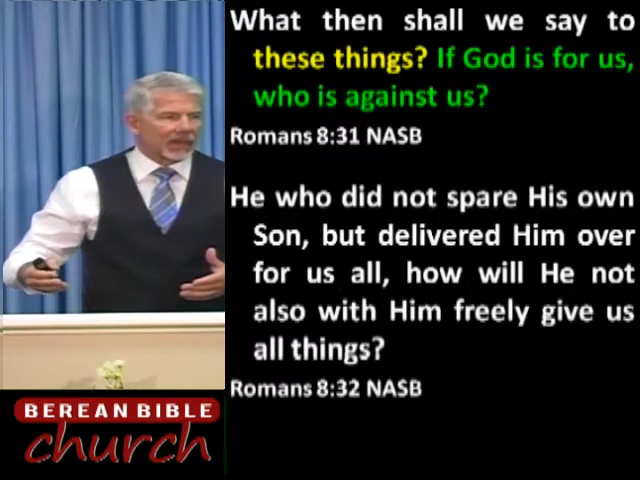 What then shall we say to
these things? If God is for us,
who is against us?
Romans 8:31 NASB
He who did not spare His own
Son, but delivered Him over
for us all, how will He not
also with Him freely give us
all things?
Romans 8:32 NASB
BEREAN BIBLE
church